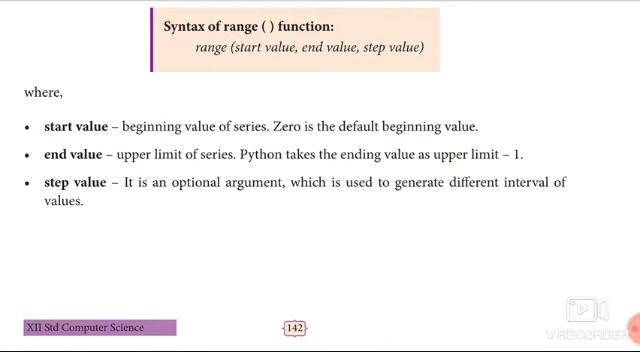 Syntax of range ( ) function:
range (start value, end value, step value)
where,
• start value – beginning value of series. Zero is the default beginning value.
• end value – upper limit of series. Python takes the ending value as upper limit – 1.
• step value – It is an optional argument, which is used to generate different interval of
values.
XII Std Computer Science
142
V RECORDER